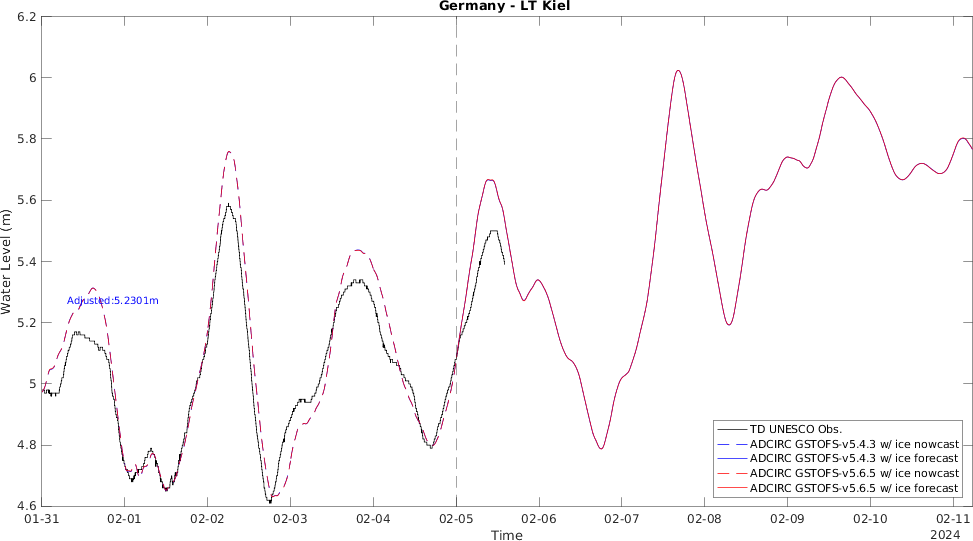 Germany - LT Kiel
6.2
6
5.8
5.6
5.4
5.2
5
4.8
4.6
Water Level (m)
Adjusted:5.2301m
TD UNESCO Obs.
ADCIRC GSTOFS-v5.4.3 w/ ice nowcast
ADCIRC GSTOFS-v5.4.3 w/ ice forecast
ADCIRC GSTOFS-v5.6.5 w/ ice nowcast
ADCIRC GSTOFS-v5.6.5 w/ ice forecast
01-31 02-01 02-02 02-03 02-04 02-05 02-06 02-07 02-08 02-09 02-10 02-11
Time
2024